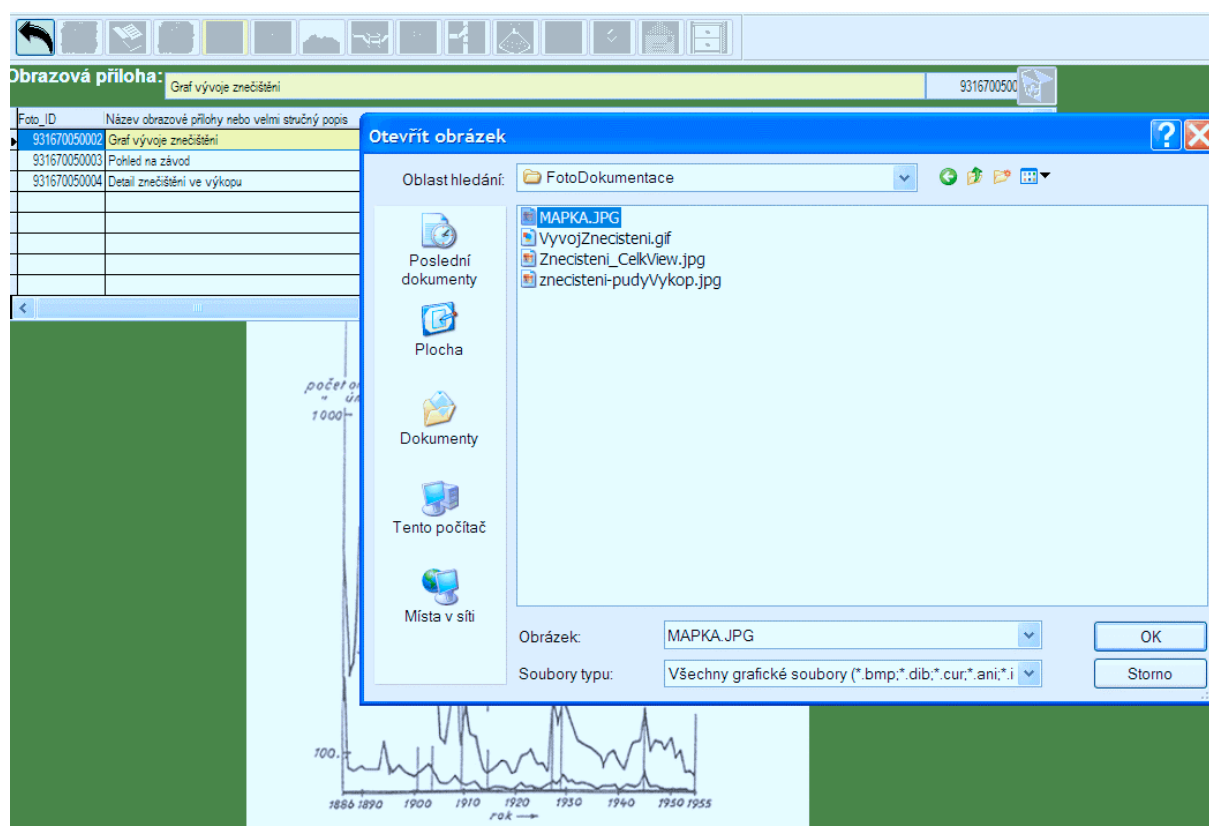 Obrazová příloha:
Graf vývoje znečištění
9316700500
Foto_ID
Název obrazové přílohy nebo velmi stručný popis
931670050002 Graf vývoje znečištění
931670050003 Pohled na závod
931670050004 Detail znečištění ve výkopu
Otevřít obrázek
Oblast hledání:
FotoDokumentace
MAPKA.JPG
VyvojZnecisteni.gif
Znecisteni_CelkView.jpg
znecisteni-pudyVykop.jpg
Poslední
dokumenty
Plocha
Dokumenty
Tento počítač
Místa v síti
Obrázek:
MAPKA.JPG
OK
Soubory typu:
Všechny grafické soubory (*.bmp;*.dib;*.cur;*.ani;*.i
Storno
počet
1000
100.
1886 1890 1900 1910 1920 1930 1940 1950 1955
rok